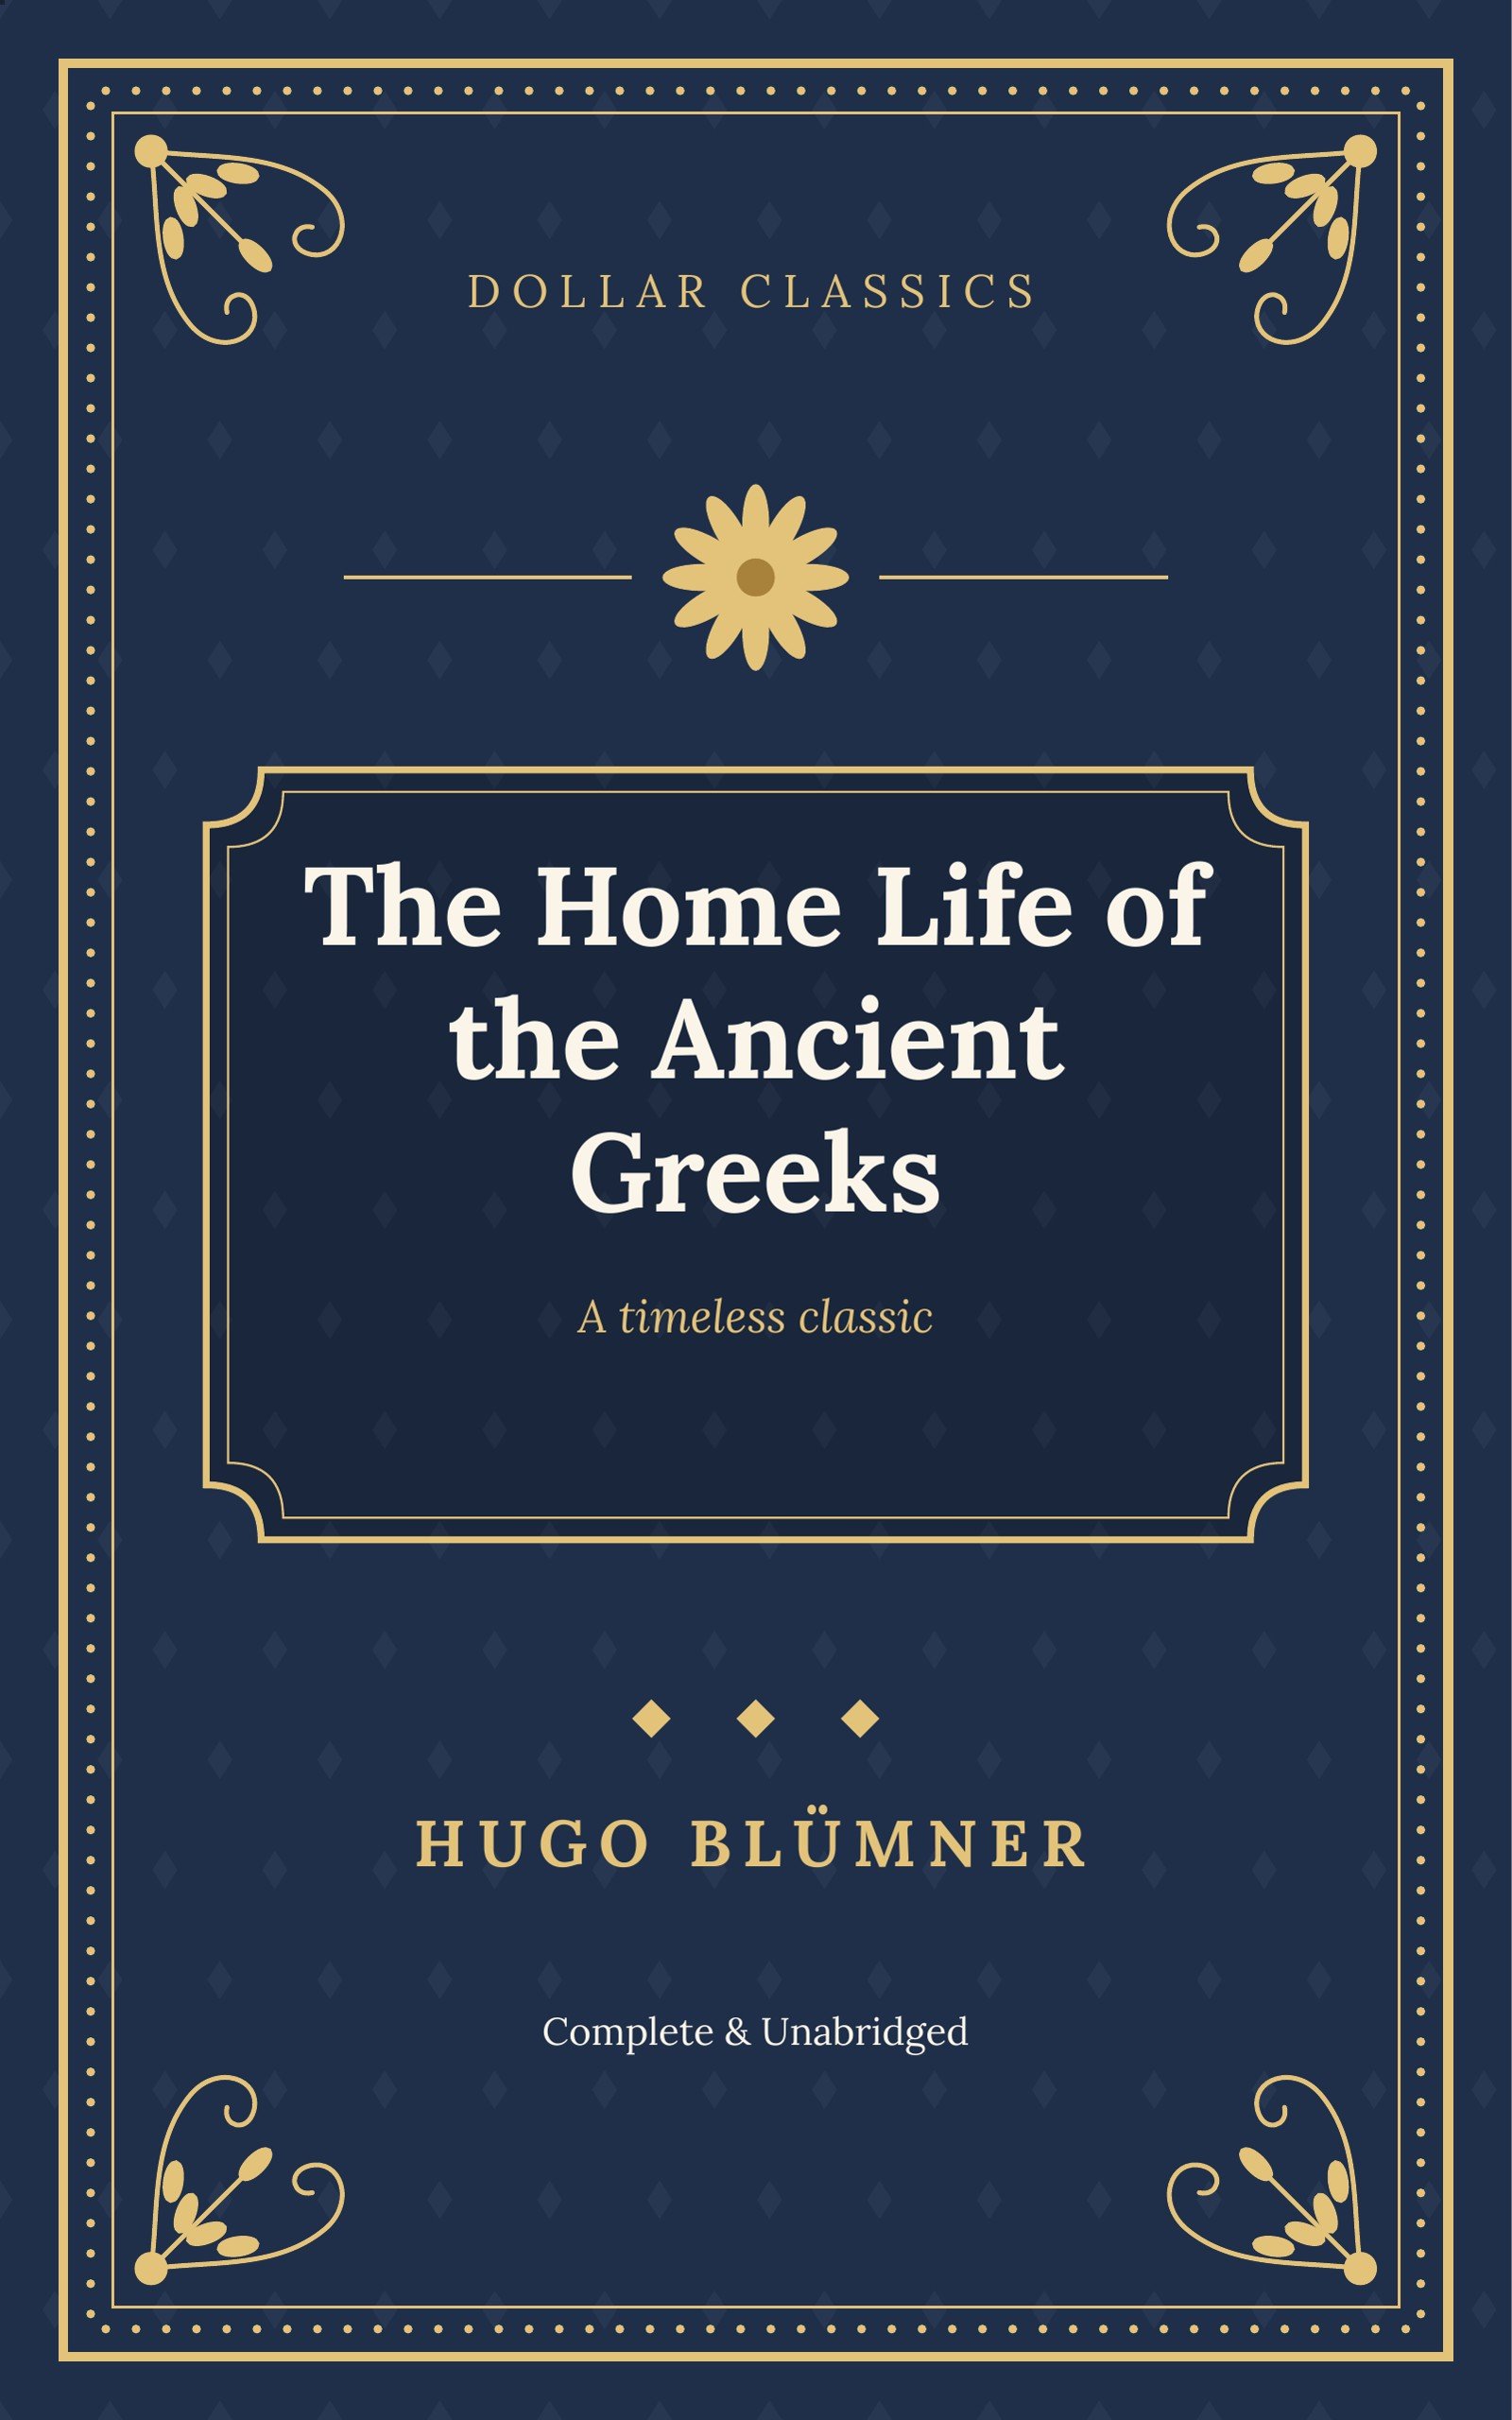 DOLLAR CLASSICS
The Home Life of
the Ancient
Greeks
A timeless classic
HUGO BLÜMNER
Complete & Unabridged